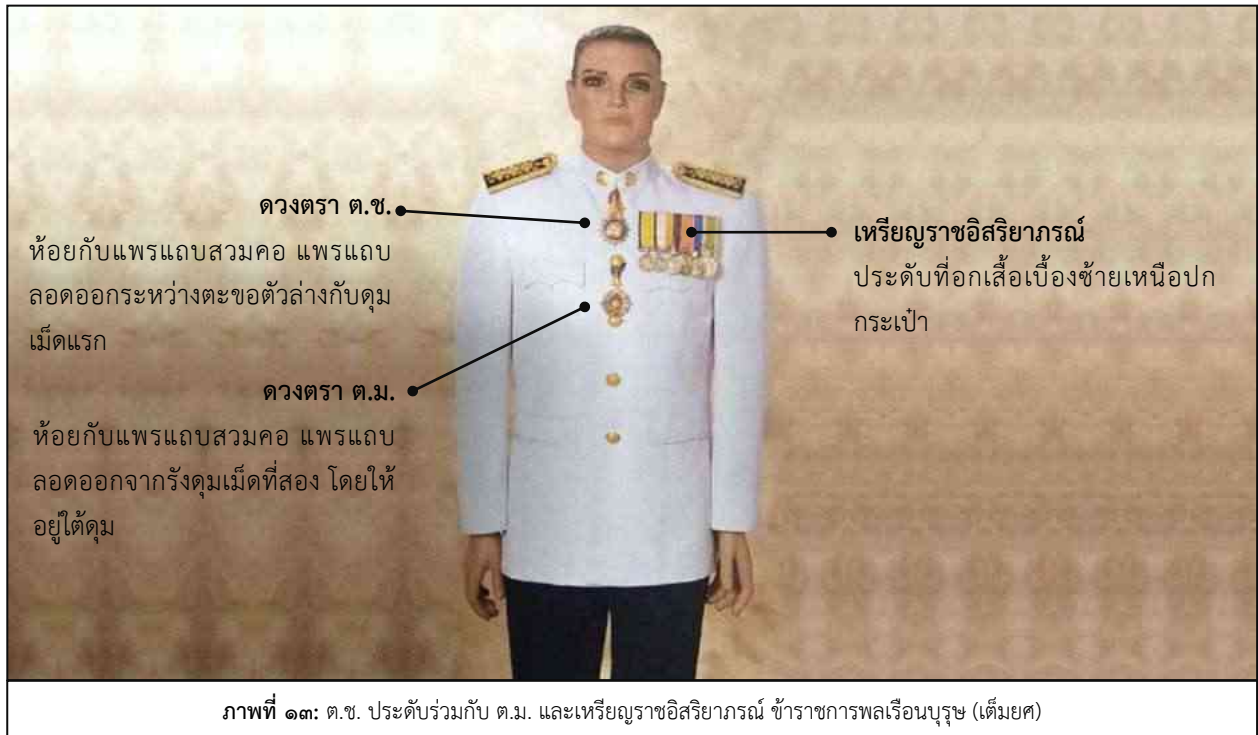 ดวงตรา ต.ช.
ห้อยกับแพรแถบสวมคอ แพรแถบ
ลอดออกระหว่างตะขอตัวล่างกับดุม
เม็ดแรก
ดวงตรา ต.ม.
ห้อยกับแพรแถบสวมคอ แพรแถบ
ลอดออกจากรังดุมเม็ดที่สอง โดยให้
อยู่ใต้ดุม
เหรียญราชอิสริยาภรณ์
ประดับที่อกเสื้อเบื้องซ้ายเหนือปก
กระเป๋า
ภาพที่ ๑๓: ต.ช. ประดับร่วมกับ ต.ม. และเหรียญราชอิสริยาภรณ์ ข้าราชการพลเรือนบุรุษ (เต็มยศ)